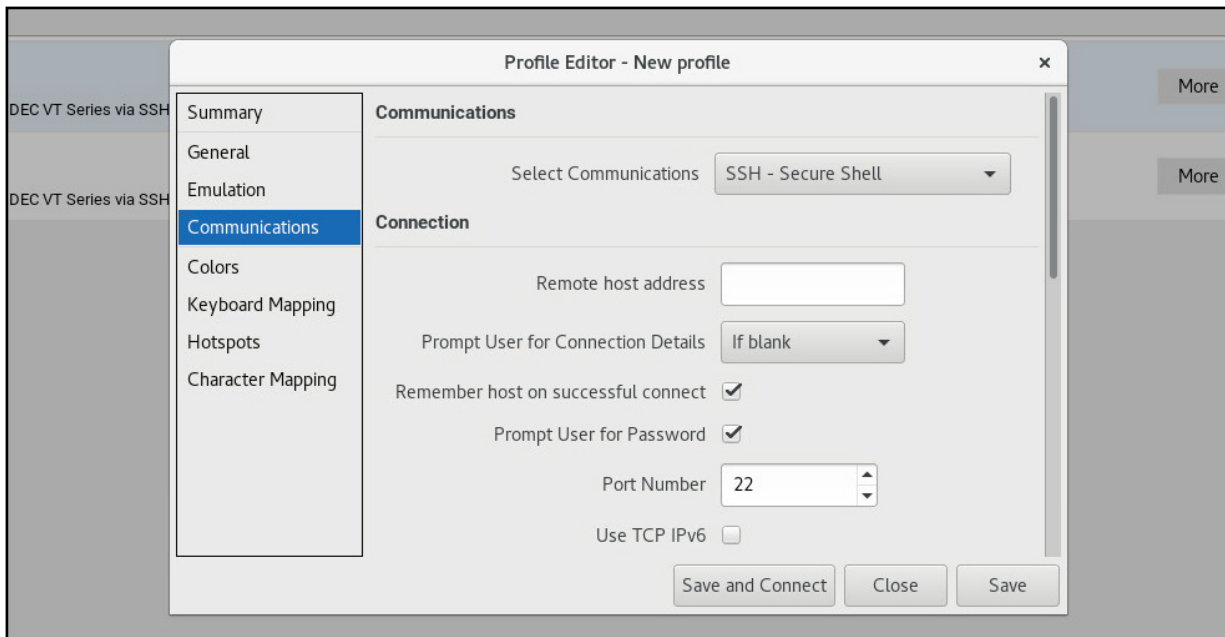 Profile Editor - New profile
×
More
DEC VT Series via SSH
More
DEC VT Series via SSH
Summary
General
Emulation
Communications
Colors
Keyboard Mapping
Hotspots
Character Mapping
Communications
Select Communications SSH - Secure Shell
Connection
Remote host address
Prompt User for Connection Details If blank
Remember host on successful connect
Prompt User for Password
Port Number 22
Use TCP IPv6
Save and Connect Close Save